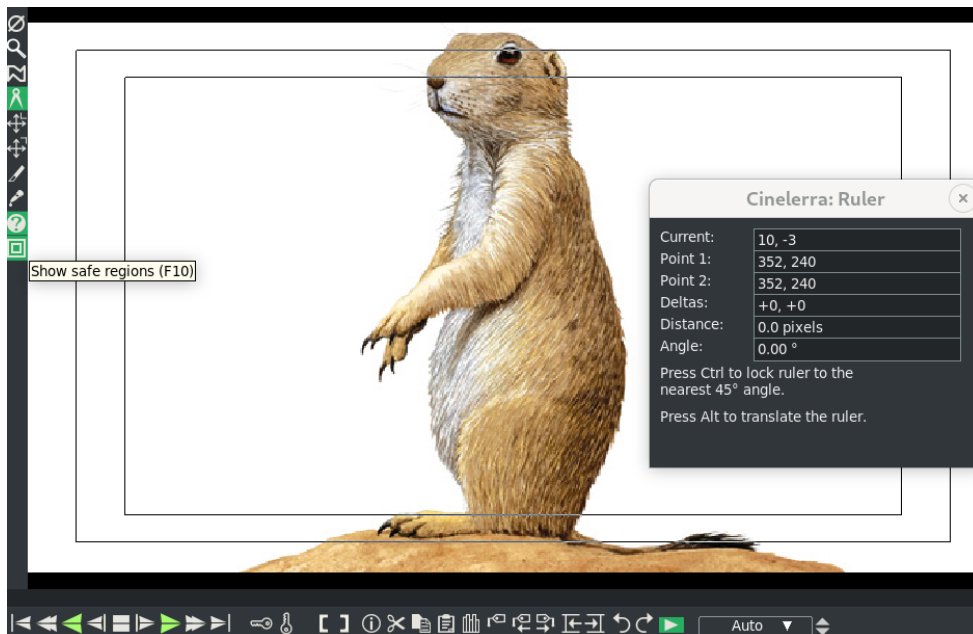 Show safe regions (F10)
Cinelerra: Ruler
Current: 10, -3
Point 1: 352, 240
Point 2: 352, 240
Deltas: +0, +0
Distance: 0.0 pixels
Angle: 0.00 °
Press Ctrl to lock ruler to the
nearest 45° angle.
Press Alt to translate the ruler.
Auto